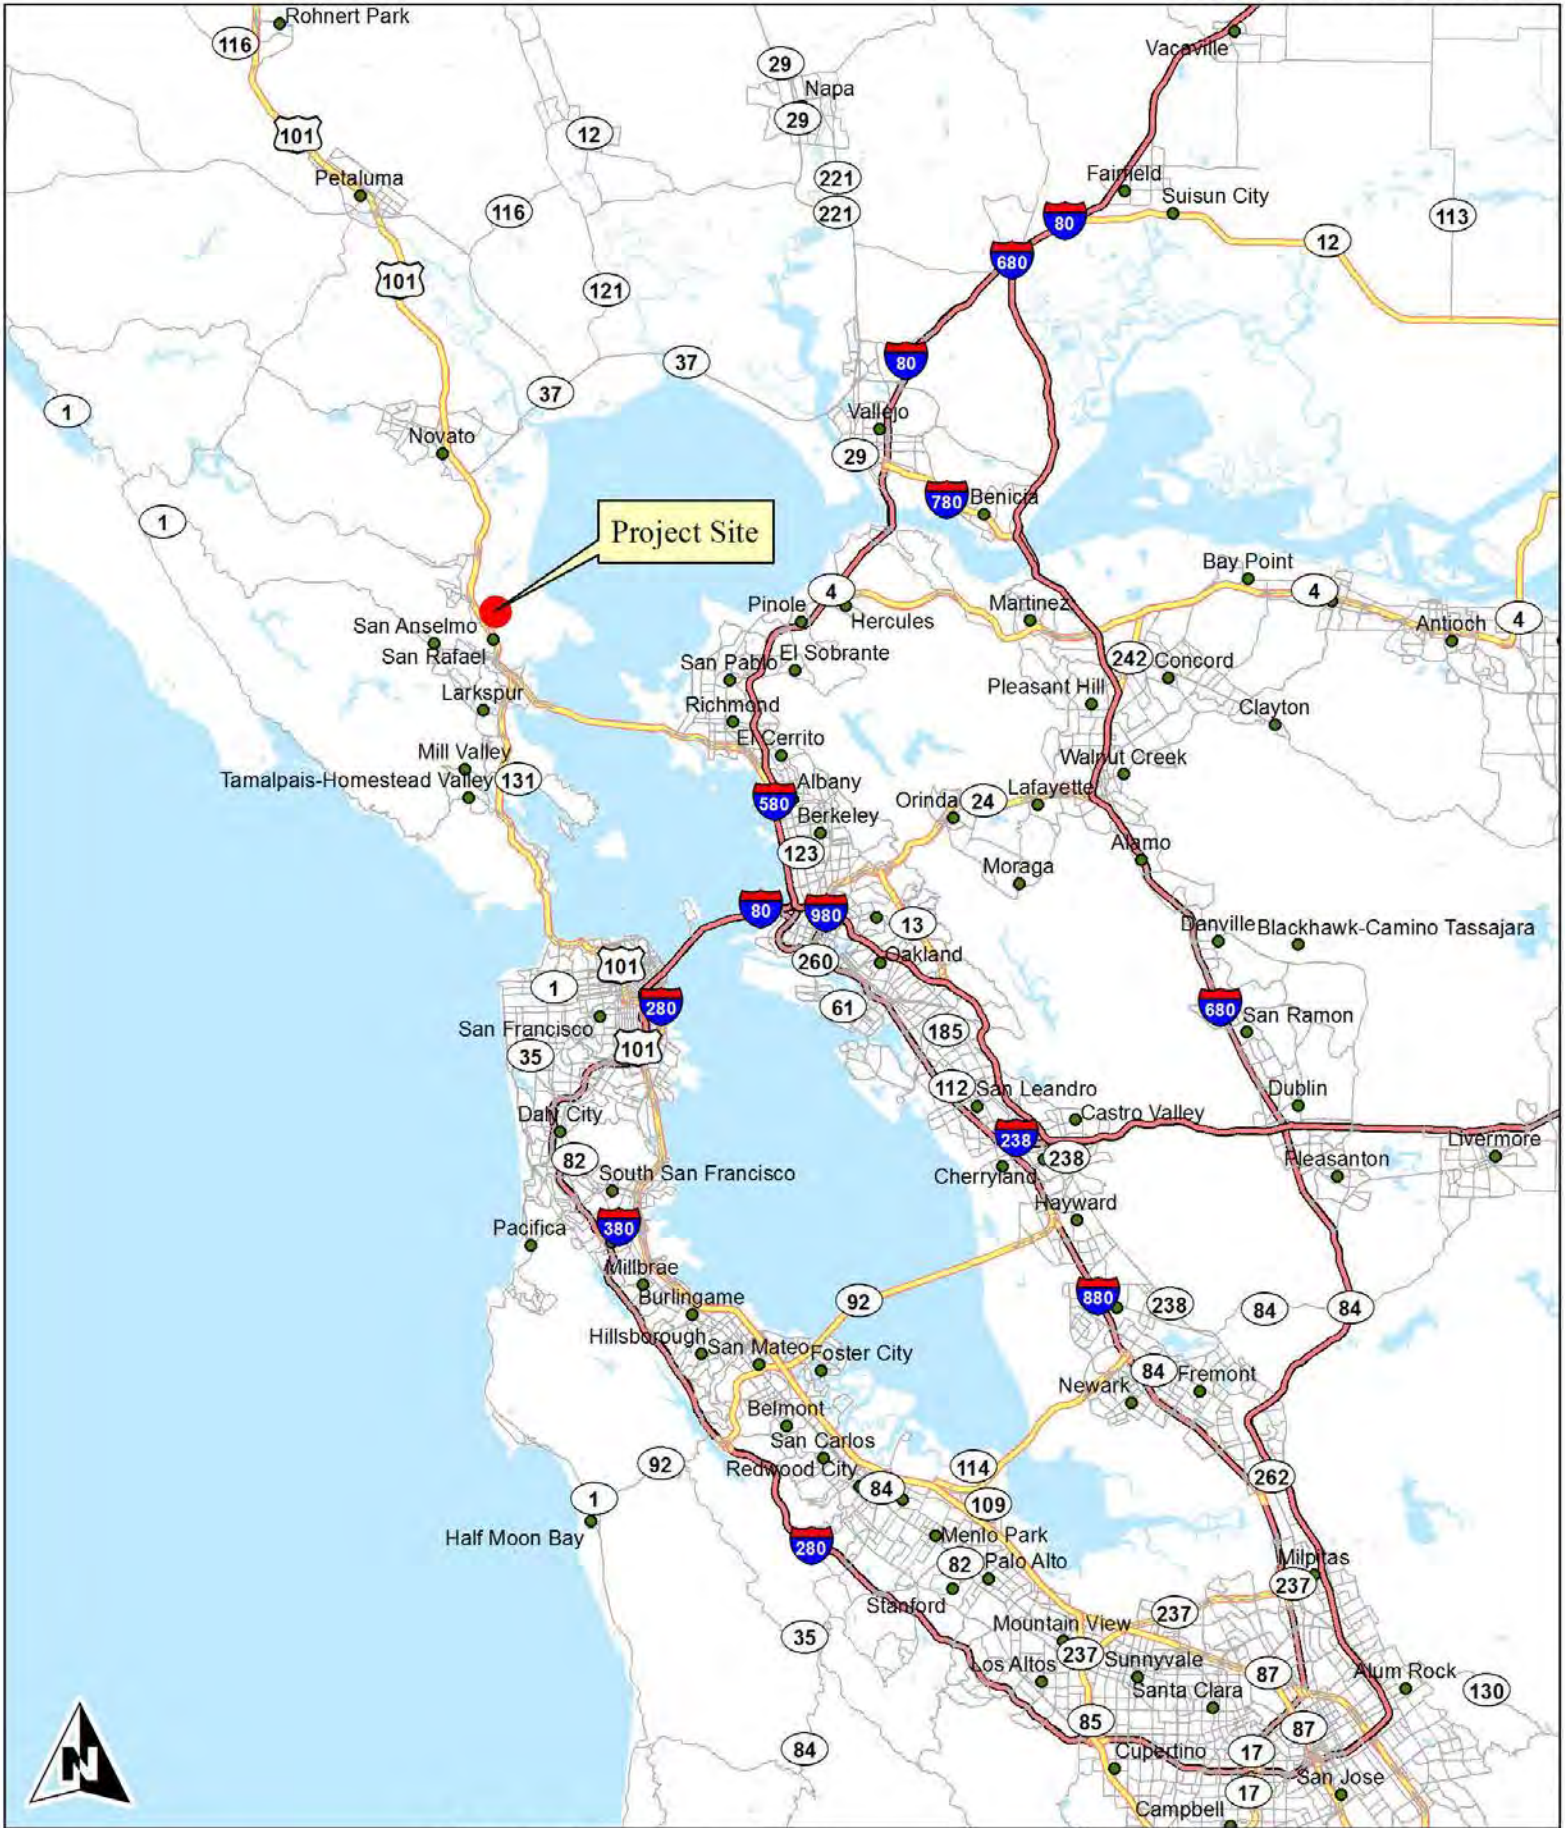 Rohnert Park
116
29
Vacaville
Napa
29
101
12
Petaluma
221
Fairfield
116
221
Suisun City
80
113
12
101
680
121
37
80
37
1
Vallejo
Novato
29
780
Benicia
1
Project Site
Bay Point
4
4
Pinole
Martinez
Hercules
4
San Anselmo
Antioch
San Rafael
El Sobrante
San Pablo
242
Concord
Larkspur
Pleasant Hill
Richmond
Clayton
El Cerrito
Mill Valley
Walnut Creek
Tamalpais-Homestead Valley
131
Albany
580
Orinda
24
Lafayette
Berkeley
Alamo
123
Moraga
80
980
13
Danville
Blackhawk-Camino Tassajara
101
260
Oakland
1
280
61
680
San Ramon
San Francisco
185
101
35
112
San Leandro
Dublin
Daly City
Castro Valley
238
Livermore
82
238
Pleasanton
South San Francisco
Cherryland
Hayward
Pacifica
380
Millbrae
Burlingame
92
880
238
84
84
Hillsborough
San Mateo
Foster City
84
Fremont
Newark
Belmont
San Carlos
92
Redwood City
114
262
84
1
109
Half Moon Bay
Menlo Park
280
82
Palo Alto
Milpitas
237
Stanford
237
Mountain View
35
237
Sunnyvale
Los Altos
87
Alum Rock
Santa Clara
130
85
87
84
Cupertino
17
San Jose
17
Campbell
N